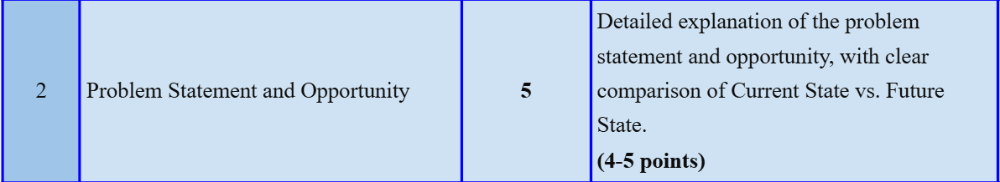 2
Problem Statement and Opportunity
5
Detailed explanation of the problem
statement and opportunity, with clear
comparison of Current State vs. Future
State.
(4-5 points)